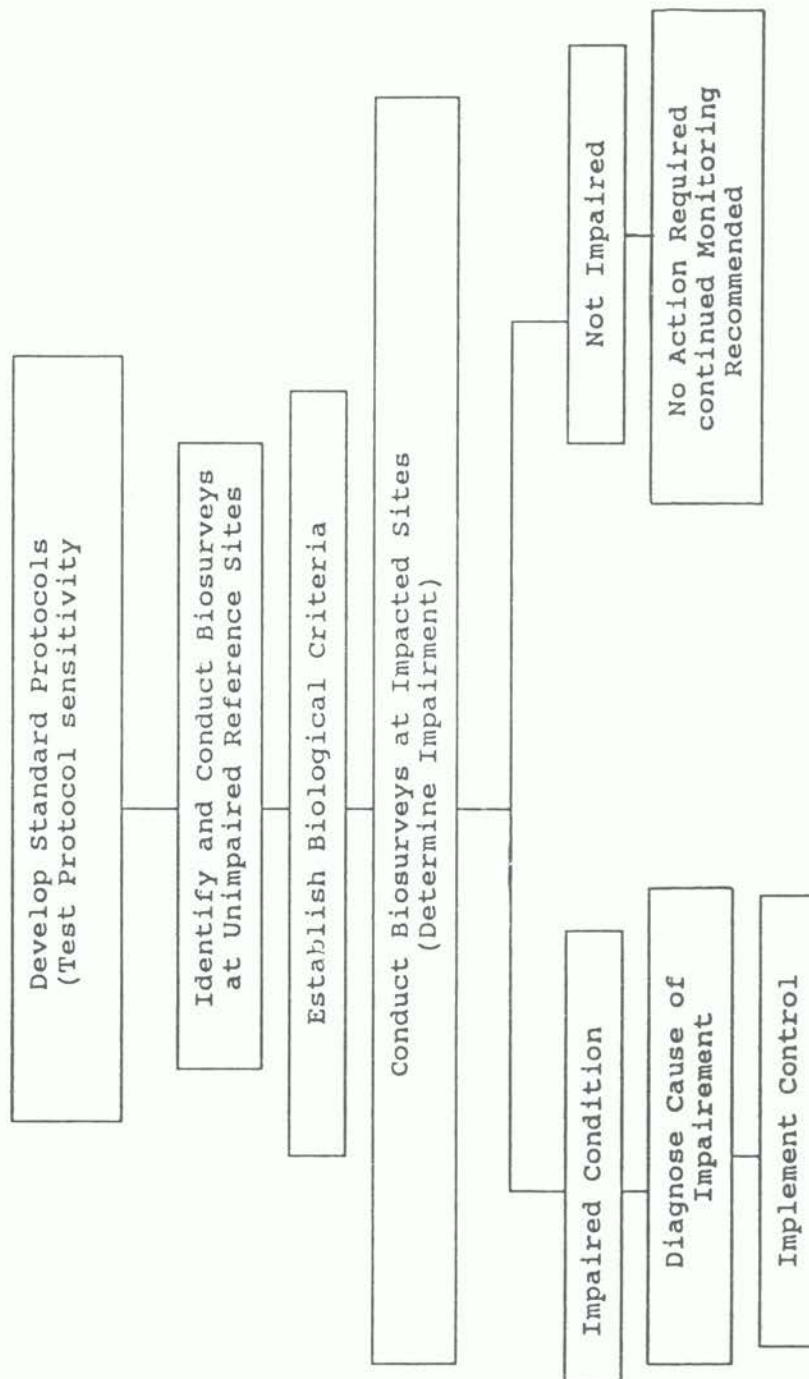 Develop Standard Protocols
(Test Protocol sensitivity
Identify and Conduct Biosurveys
at Unimpaired Reference Sites
Establish Biological Criteria
Conduct Biosurveys at Impacted Sites
(Determine Impairment)
Impaired Condition
Diagnose Cause of
Impairement
Implement Control
Not Impaired
No Action Required
continued Monitoring
Recommended